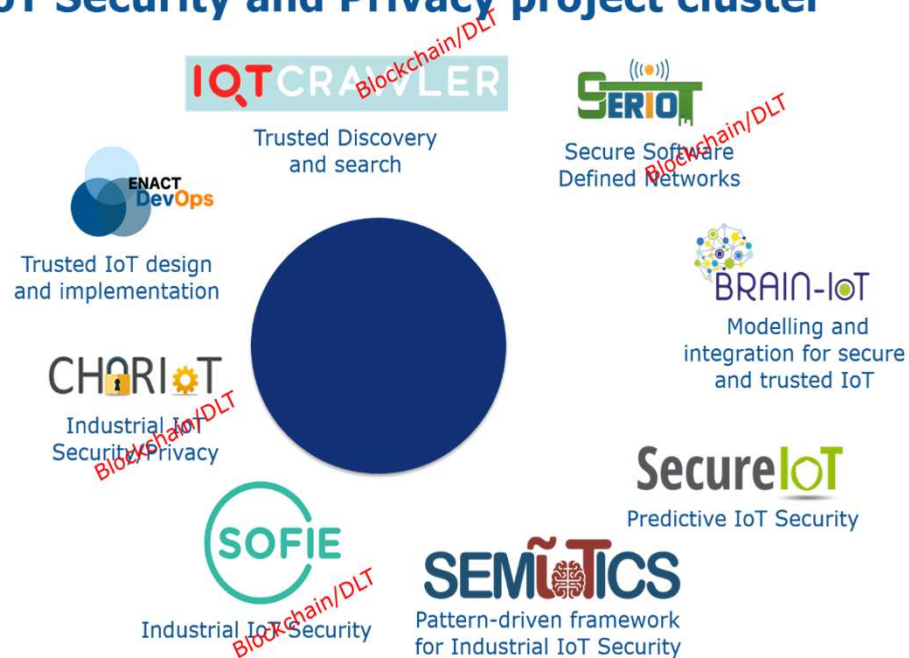 oT Security and Privacy project cluster
IOTCRAWLER
Blockchain/DLT
Trusted Discovery
and search
SERIOT
Blockchain/DLT
Secure Software
Defined Networks
ENACT
DevOps
Trusted IoT design
and implementation
BRAIN-IoT
Modelling and
integration for secure
and trusted IoT
CHARIOT
Blockchain/DLT
Industrial IoT
Security/Privacy
SecureIoT
Predictive IoT Security
SOFIE
Blockchain/DLT
Industrial IoT Security
SEMIoTICS
Pattern-driven framework
for Industrial IoT Security